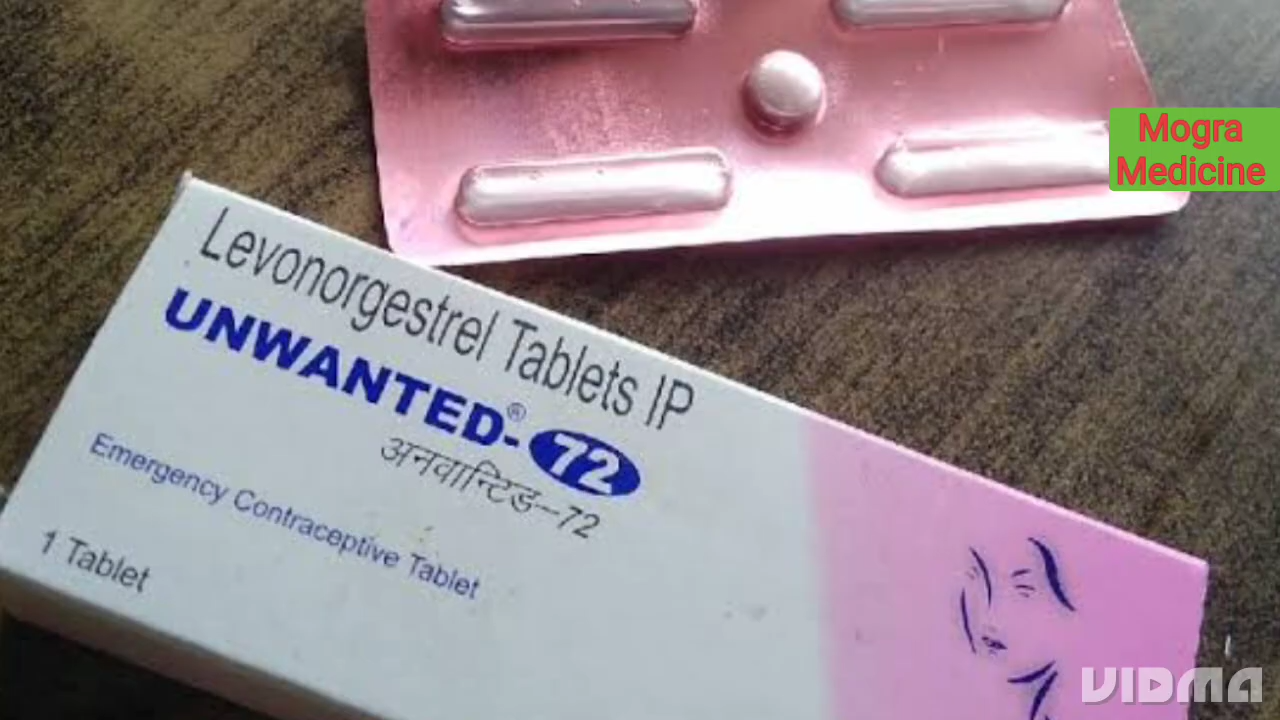 Mogra
Medicine
Levonorgestrel Tablets IP
UNWANTED®-72
अनवान्टिड-72
Emergency Contraceptive Tablet
1 Tablet
VIDMA